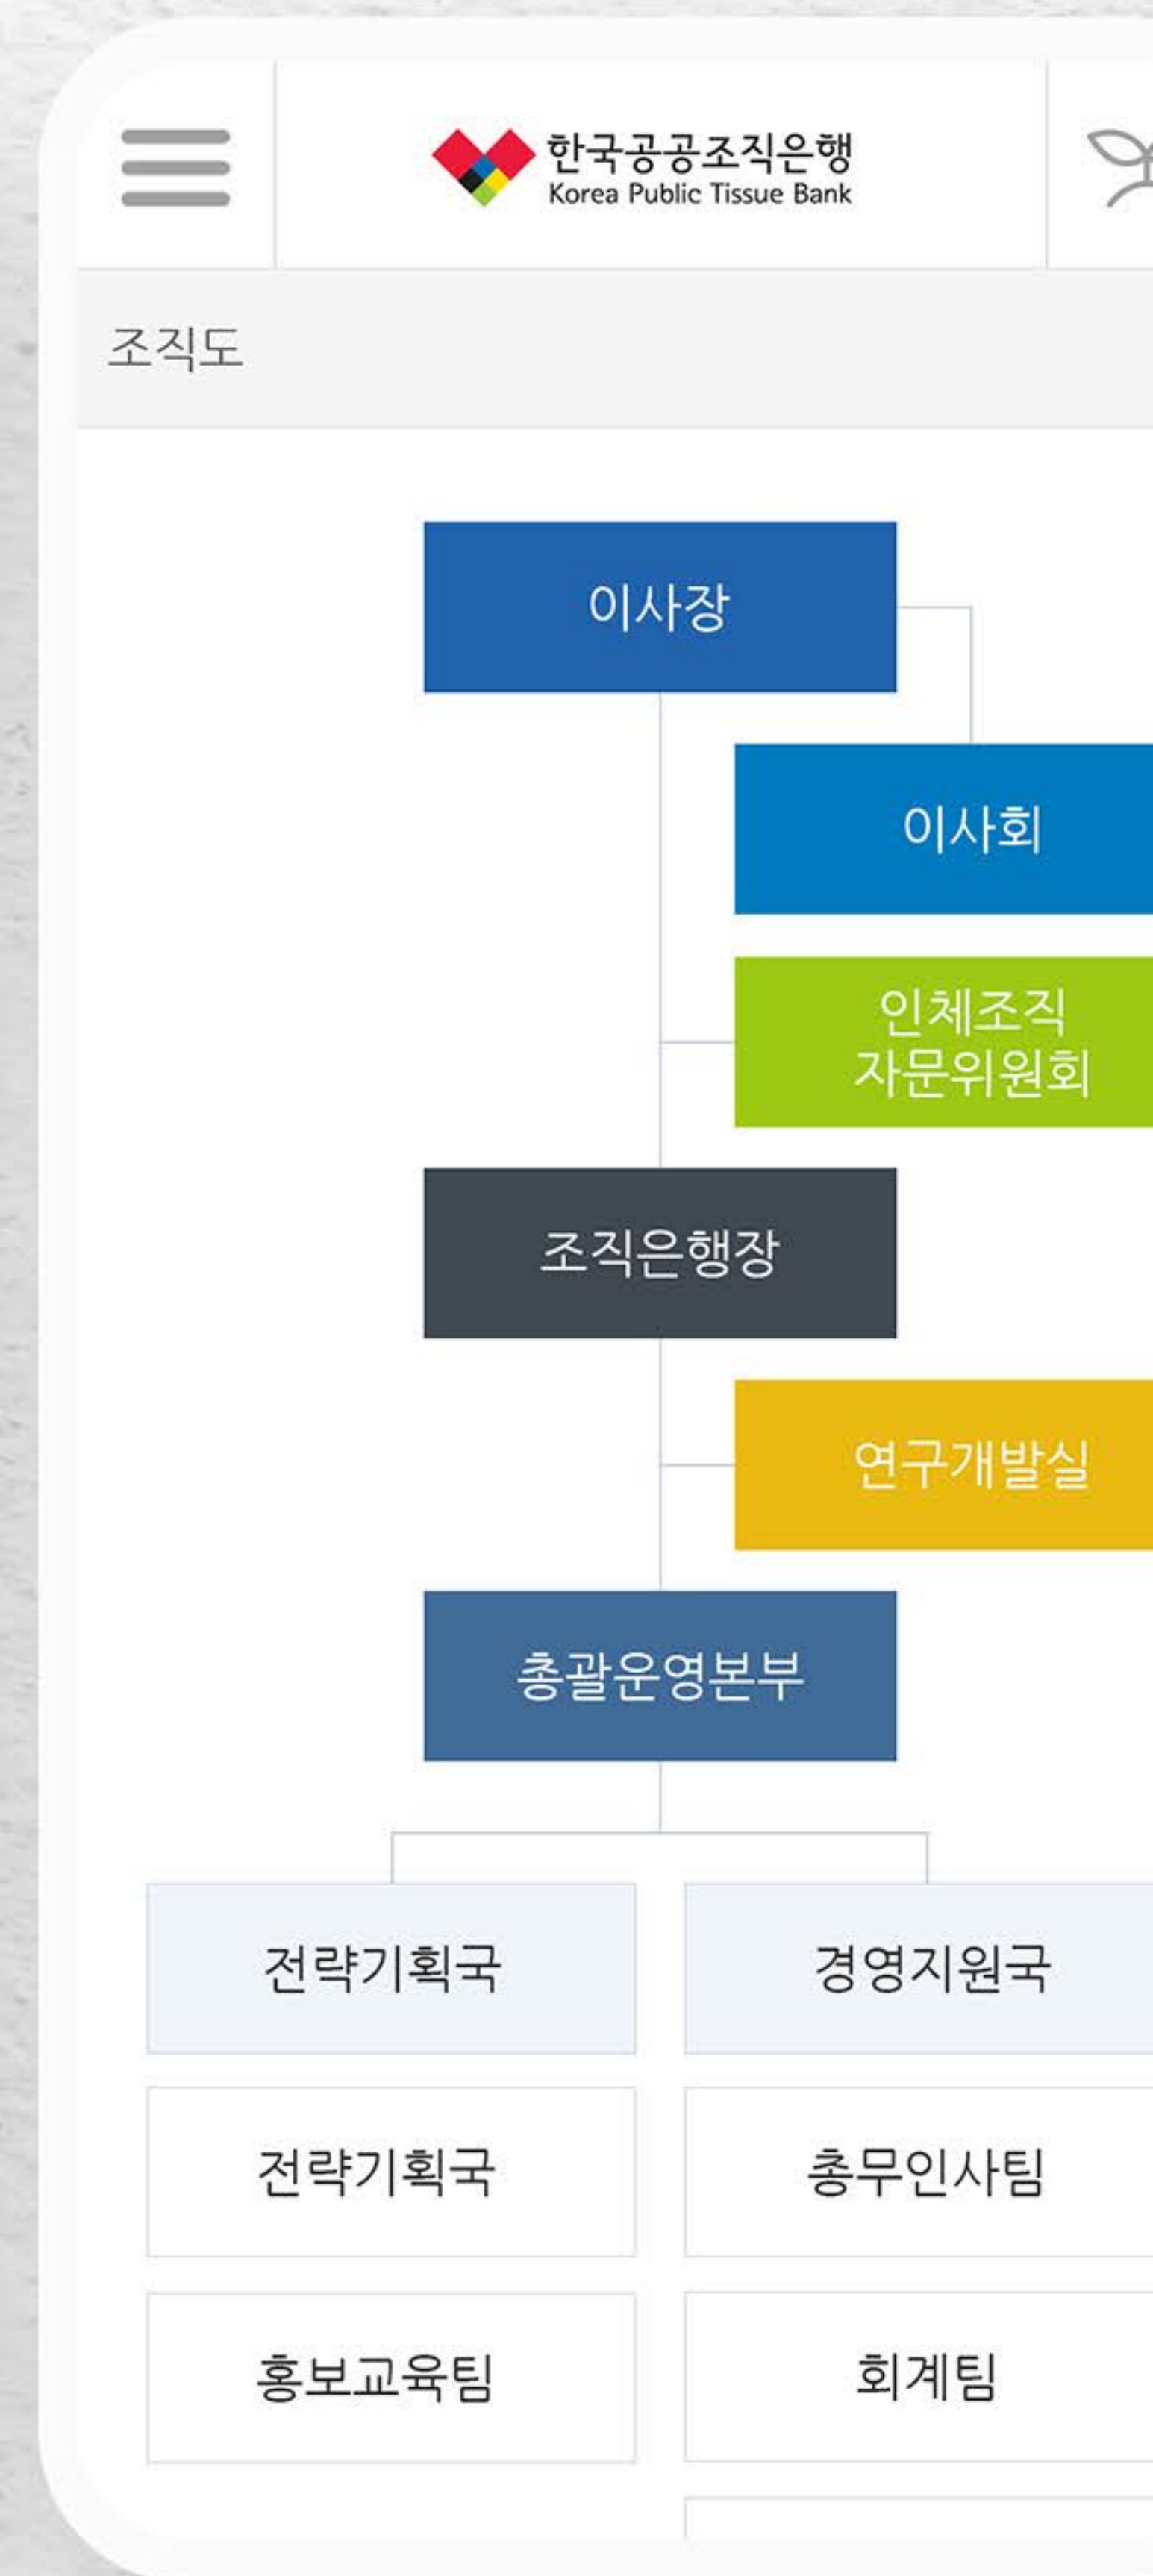 한국공공조직은행
Korea Public Tissue Bank
조직도
이사장
이사회
인체조직
자문위원회
조직은행장
연구개발실
총괄운영본부
전략기획국
경영지원국
전략기획국
총무인사팀
홍보교육팀
회계팀